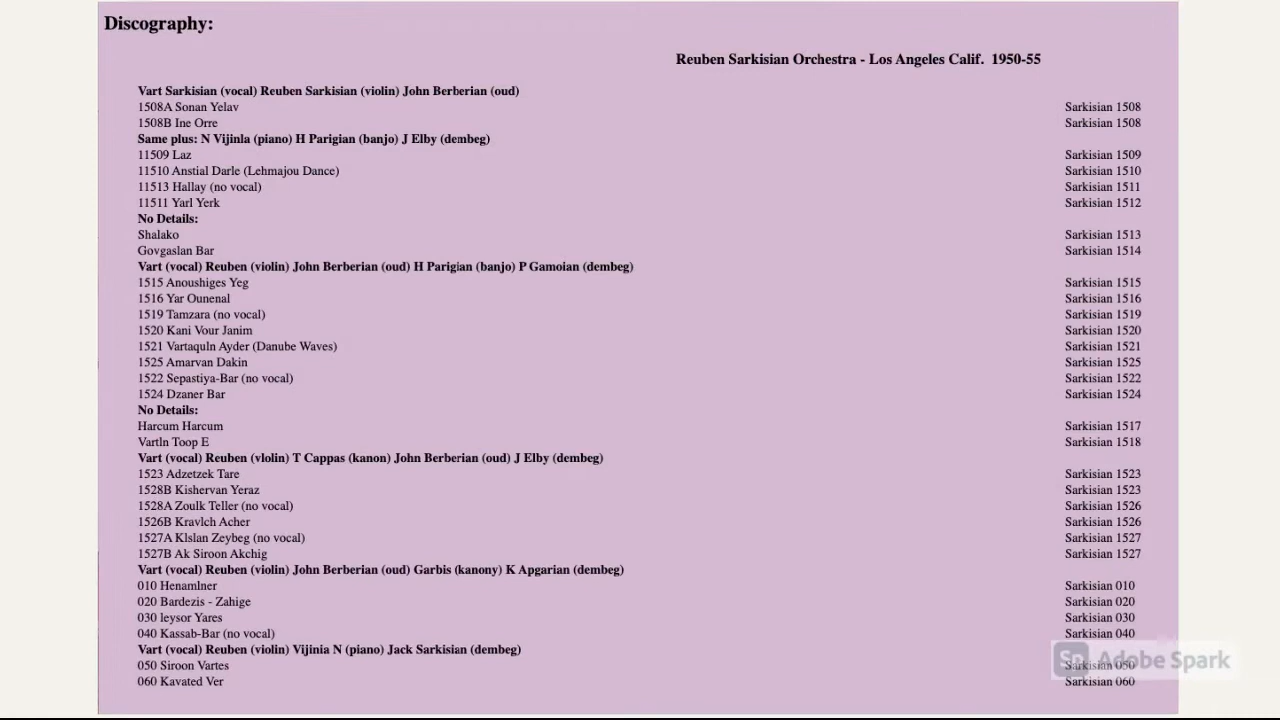 Discography:
Reuben Sarkisian Orchestra - Los Angeles Calif. 1950-55
Vart Sarkisian (vocal) Reuben Sarkisian (violin) John Berberian (oud)
1508A Sonan Yelav Sarkisian 1508
1508B Ine Orre Sarkisian 1508
Same plus: N Vijinla (piano) H Parigian (banjo) J Elby (dembeg)
11509 Laz Sarkisian 1509
11510 Anstial Darle (Lehmajou Dance) Sarkisian 1510
11513 Hallay (no vocal) Sarkisian 1511
11511 Yarl Yerk Sarkisian 1512
No Details:
Shalako Sarkisian 1513
Govgaslan Bar Sarkisian 1514
Vart (vocal) Reuben (violin) John Berberian (oud) H Parigian (banjo) P Gamoian (dembeg)
1515 Anoushiges Yeg Sarkisian 1515
1516 Yar Ounenal Sarkisian 1516
1519 Tamzara (no vocal) Sarkisian 1519
1520 Kani Vour Janim Sarkisian 1520
1521 Vartaquln Ayder (Danube Waves) Sarkisian 1521
1525 Amarvan Dakin Sarkisian 1525
1522 Sepastiya-Bar (no vocal) Sarkisian 1522
1524 Dzaner Bar Sarkisian 1524
No Details:
Harcum Harcum Sarkisian 1517
Vartln Toop E Sarkisian 1518
Vart (vocal) Reuben (vlolin) T Cappas (kanon) John Berberian (oud) J Elby (dembeg)
1523 Adzetzek Tare Sarkisian 1523
1528B Kishervan Yeraz Sarkisian 1523
1528A Zoulk Teller (no vocal) Sarkisian 1526
1526B Kravlch Acher Sarkisian 1526
1527A Klslan Zeybeg (no vocal) Sarkisian 1527
1527B Ak Siroon Akchig Sarkisian 1527
Vart (vocal) Reuben (violin) John Berberian (oud) Garbis (kanony) K Apgarian (dembeg)
010 Henamlner Sarkisian 010
020 Bardezis - Zahige Sarkisian 020
030 leysor Yares Sarkisian 030
040 Kassab-Bar (no vocal) Sarkisian 040
Vart (vocal) Reuben (violin) Vijinia N (piano) Jack Sarkisian (dembeg)
050 Siroon Vartes Sarkisian 050
060 Kavated Ver Sarkisian 060
Sp Adobe Spark